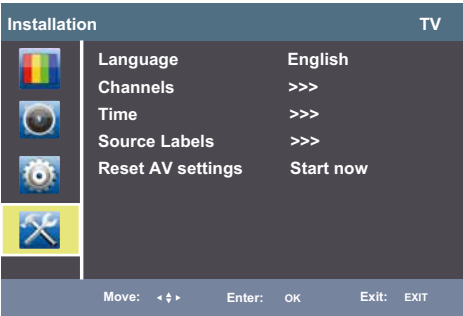 Installation TV
Language English
Channels >>>
Time >>>
Source Labels >>>
Reset AV settings Start now
Move: Enter: OK Exit: EXIT